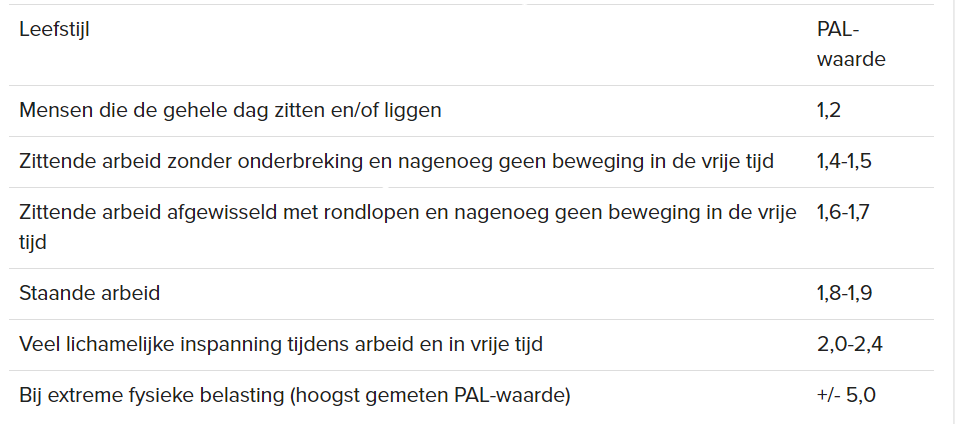 Leefstijl
PAL-
waarde
Mensen die de gehele dag zitten en/of liggen
1,2
Zittende arbeid zonder onderbreking en nagenoeg geen beweging in de vrije tijd
1,4-1,5
Zittende arbeid afgewisseld met rondlopen en nagenoeg geen beweging in de vrije
tijd
1,6-1,7
Staande arbeid
1,8-1,9
Veel lichamelijke inspanning tijdens arbeid en in vrije tijd
2,0-2,4
Bij extreme fysieke belasting (hoogst gemeten PAL-waarde)
+/- 5,0